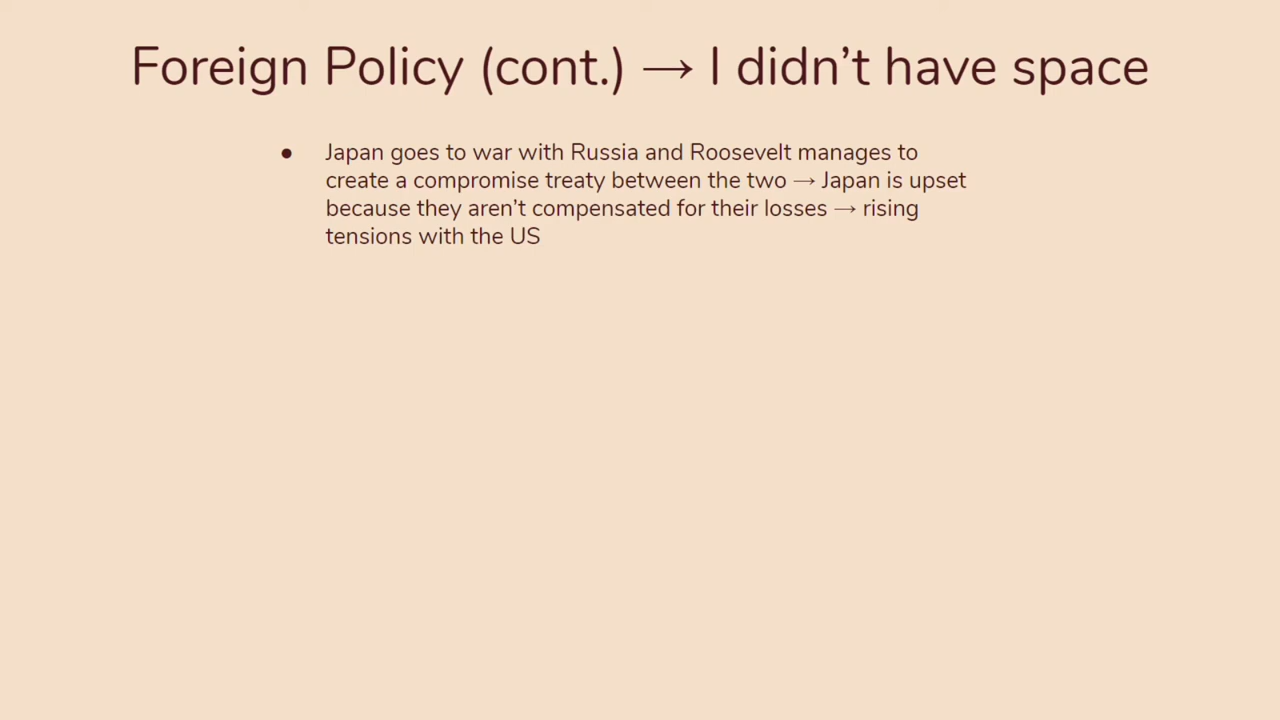 Foreign Policy (cont.) → I didn’t have space
● Japan goes to war with Russia and Roosevelt manages to
create a compromise treaty between the two → Japan is upset
because they aren’t compensated for their losses → rising
tensions with the US